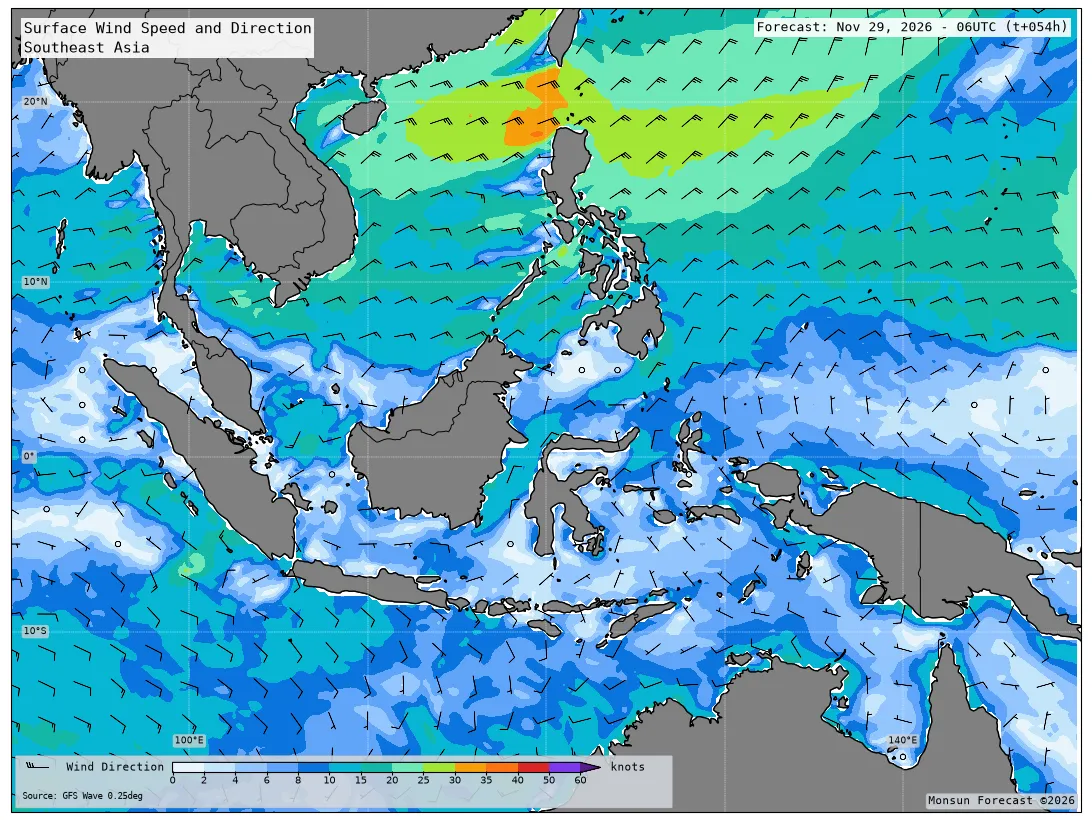 Surface Wind Speed and Direction
Southeast Asia
Forecast: Nov 29, 2026 - 06UTC (t+054h)
20°N
10°N
0°
10°S
100°E
140°E
Wind Direction
0 2 4 6 8 10 15 20 25 30 35 40 50 60
knots
Source: GFS Wave 0.25deg
Monsun Forecast ©2026